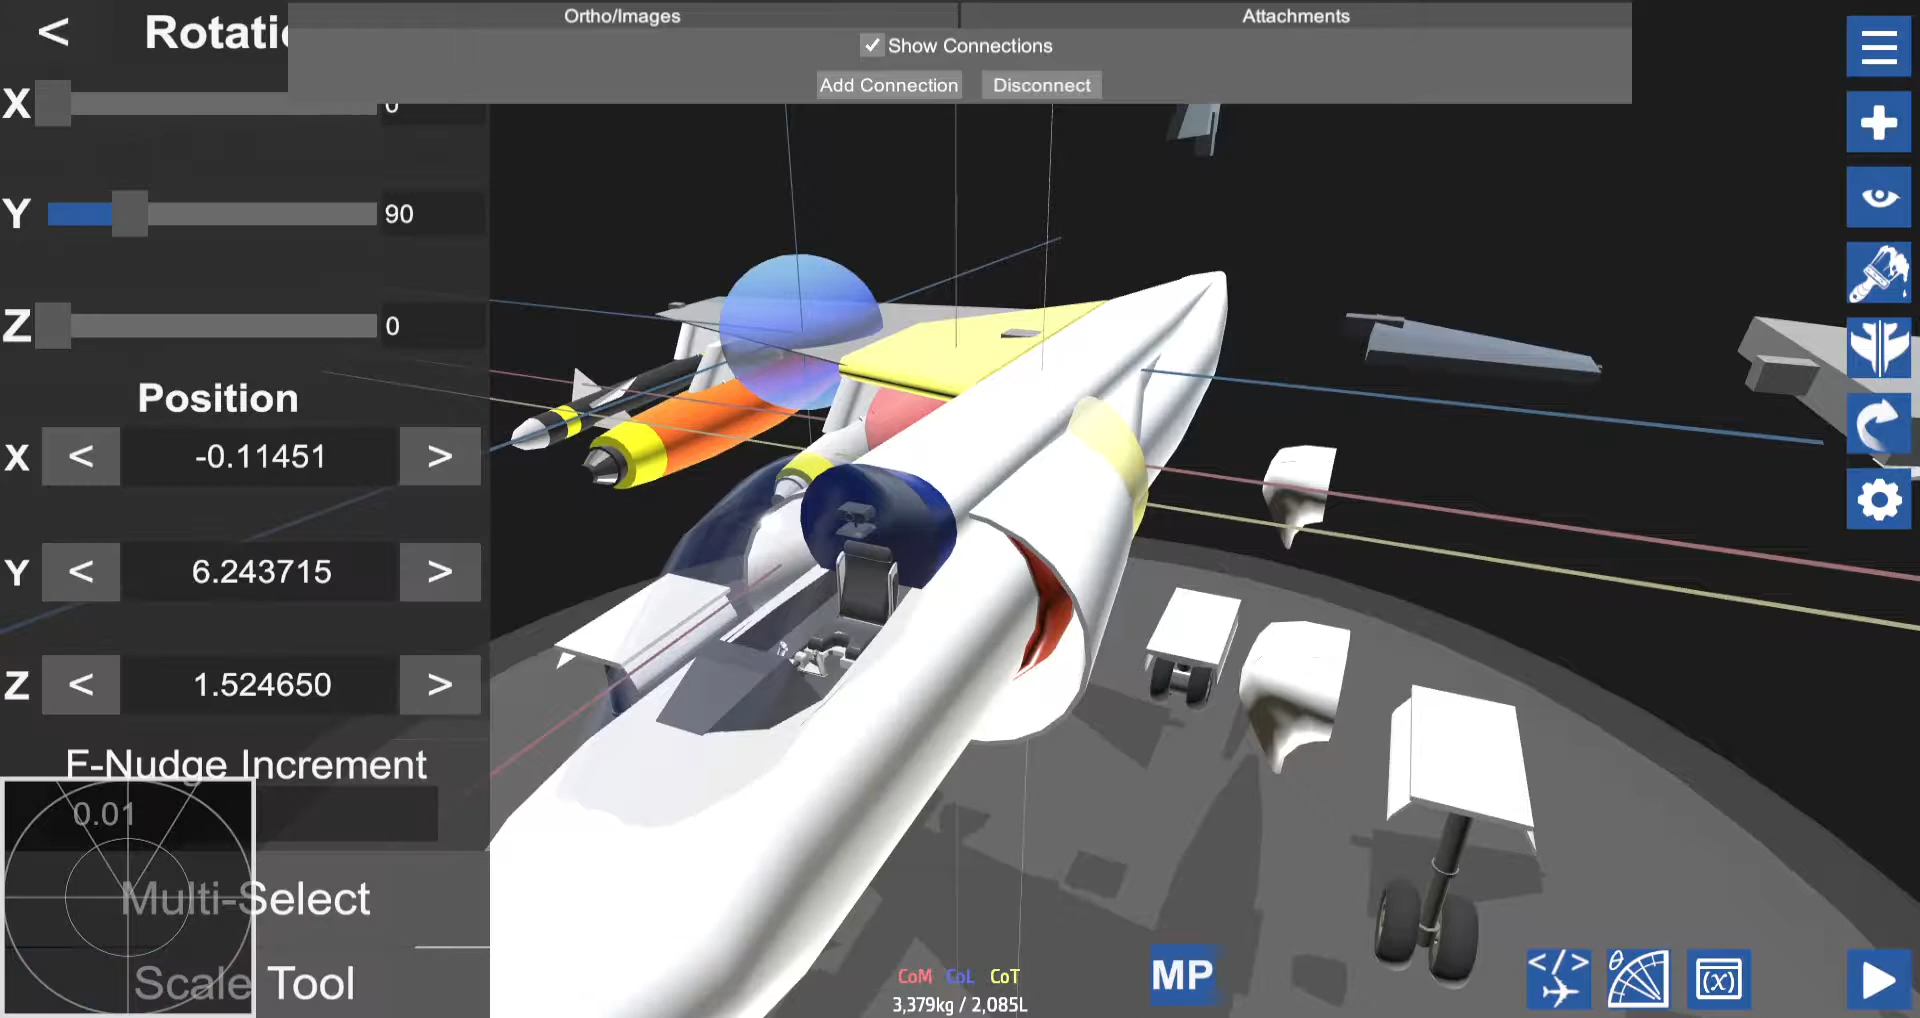 Ortho/Images
Attachments
< Rotati
Show Connections
Add Connection
Disconnect
X 0
Y 90
Z 0
Position
X < -0.11451 >
Y < 6.243715 >
Z < 1.524650 >
F-Nudge Increment
0.01
Multi-Select
Scale Tool
CoM CoL CoT
3,379kg / 2,085L
MP
</>
θ
(x)